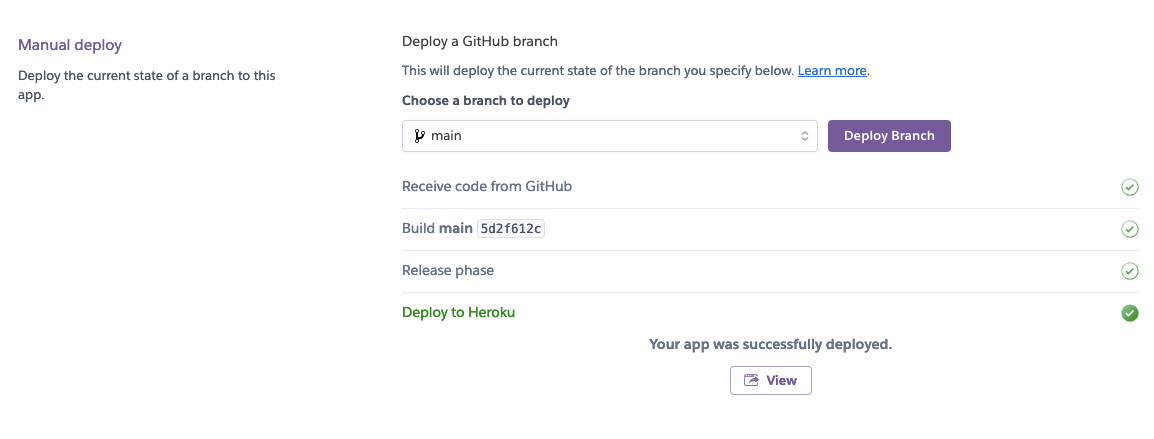 Manual deploy
Deploy the current state of a branch to this
app.
Deploy a GitHub branch
This will deploy the current state of the branch you specify below. Learn more.
Choose a branch to deploy
main
Deploy Branch
Receive code from GitHub
Build main 5d2f612c
Release phase
Deploy to Heroku
Your app was successfully deployed.
View